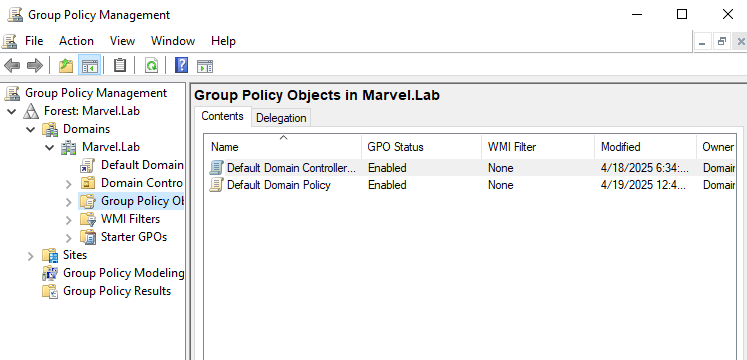 Group Policy Management
File Action View Window Help
Group Policy Management
Forest: Marvel.Lab
Domains
Marvel.Lab
Default Domain
Domain Contro
Group Policy Ob
WMI Filters
Starter GPOs
Sites
Group Policy Modeling
Group Policy Results
Group Policy Objects in Marvel.Lab
Contents Delegation
Name GPO Status WMI Filter Modified Owner
Default Domain Controller... Enabled None 4/18/2025 6:34:... Domain
Default Domain Policy Enabled None 4/19/2025 12:4... Domain